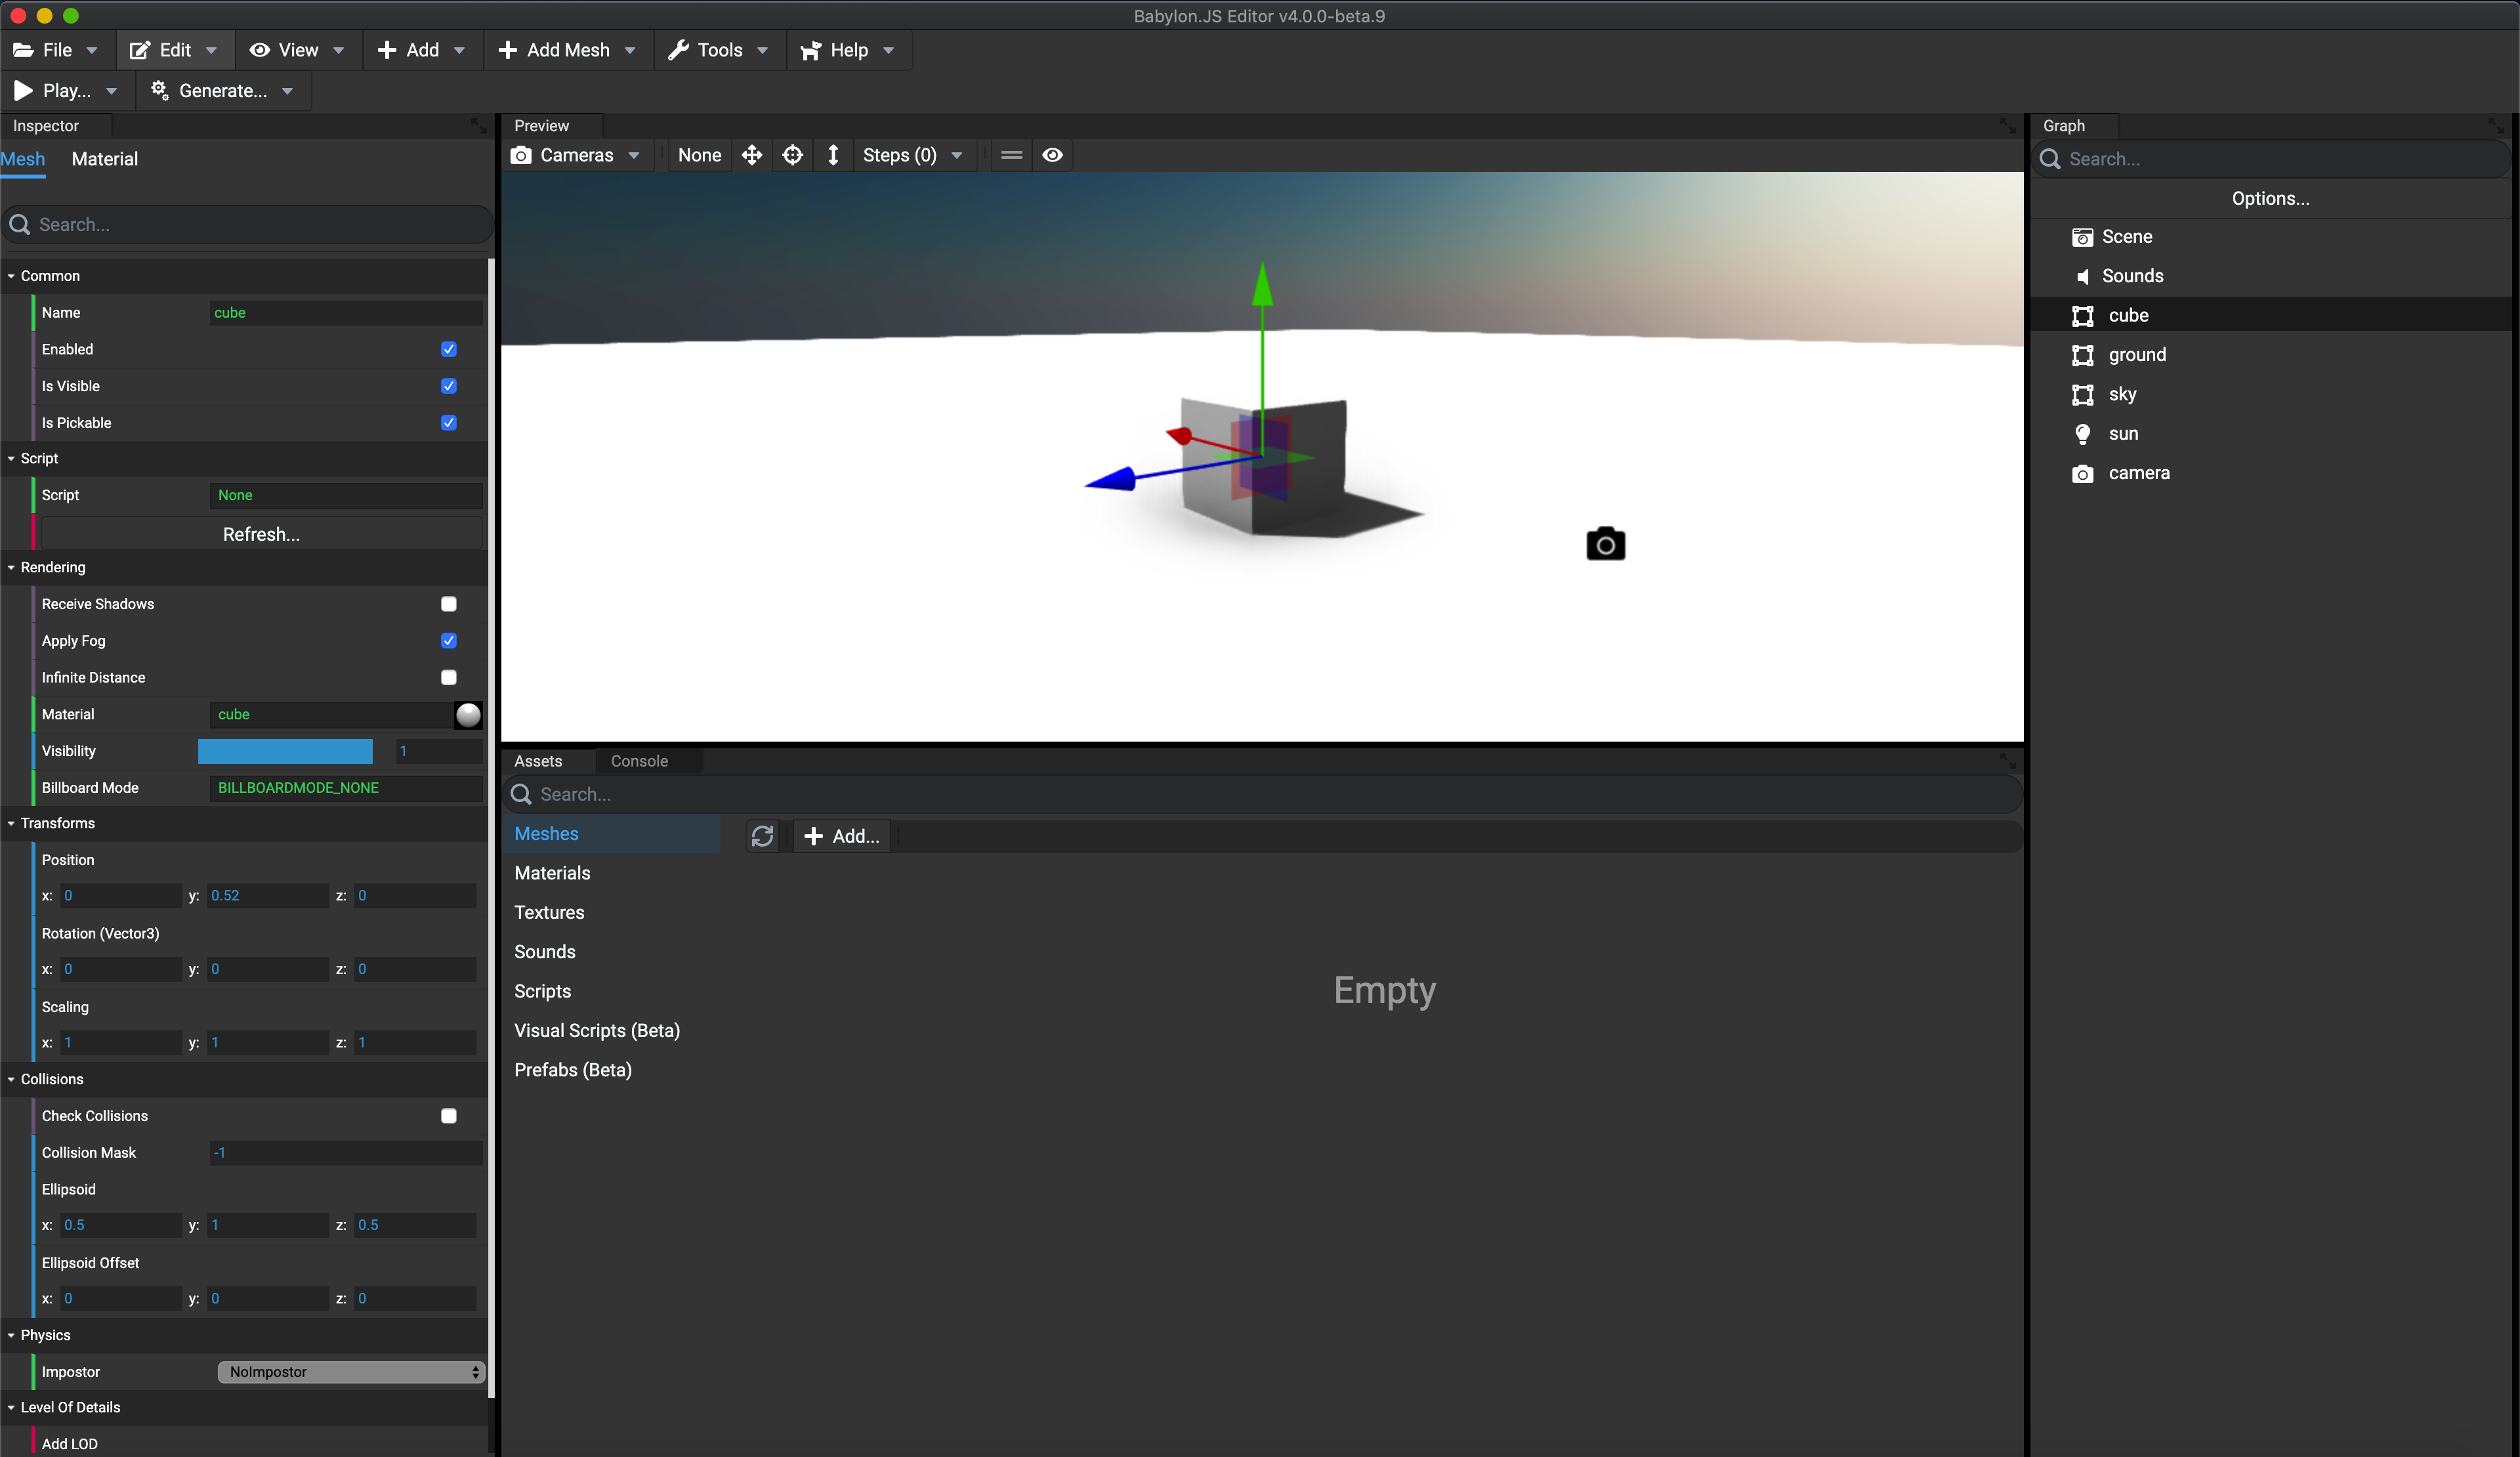 Babylon.JS Editor v4.0.0-beta.9
File Edit View Add Add Mesh Tools Help
Play... Generate...
Inspector
Mesh Material
Search...
Common
Name cube
Enabled
Is Visible
Is Pickable
Script
Script None
Refresh...
Rendering
Receive Shadows
Apply Fog
Infinite Distance
Material cube
Visibility 1
Billboard Mode BILLBOARDMODE_NONE
Transforms
Position
x: 0 y: 0.52 z: 0
Rotation (Vector3)
x: 0 y: 0 z: 0
Scaling
x: 1 y: 1 z: 1
Collisions
Check Collisions
Collision Mask -1
Ellipsoid
x: 0.5 y: 1 z: 0.5
Ellipsoid Offset
x: 0 y: 0 z: 0
Physics
Impostor NoImpostor
Level Of Details
Add LOD
Preview
Cameras None Steps (0)
Assets Console
Search...
Meshes
Materials
Textures
Sounds
Scripts
Visual Scripts (Beta)
Prefabs (Beta)
Add...
Empty
Graph
Search...
Options...
Scene
Sounds
cube
ground
sky
sun
camera